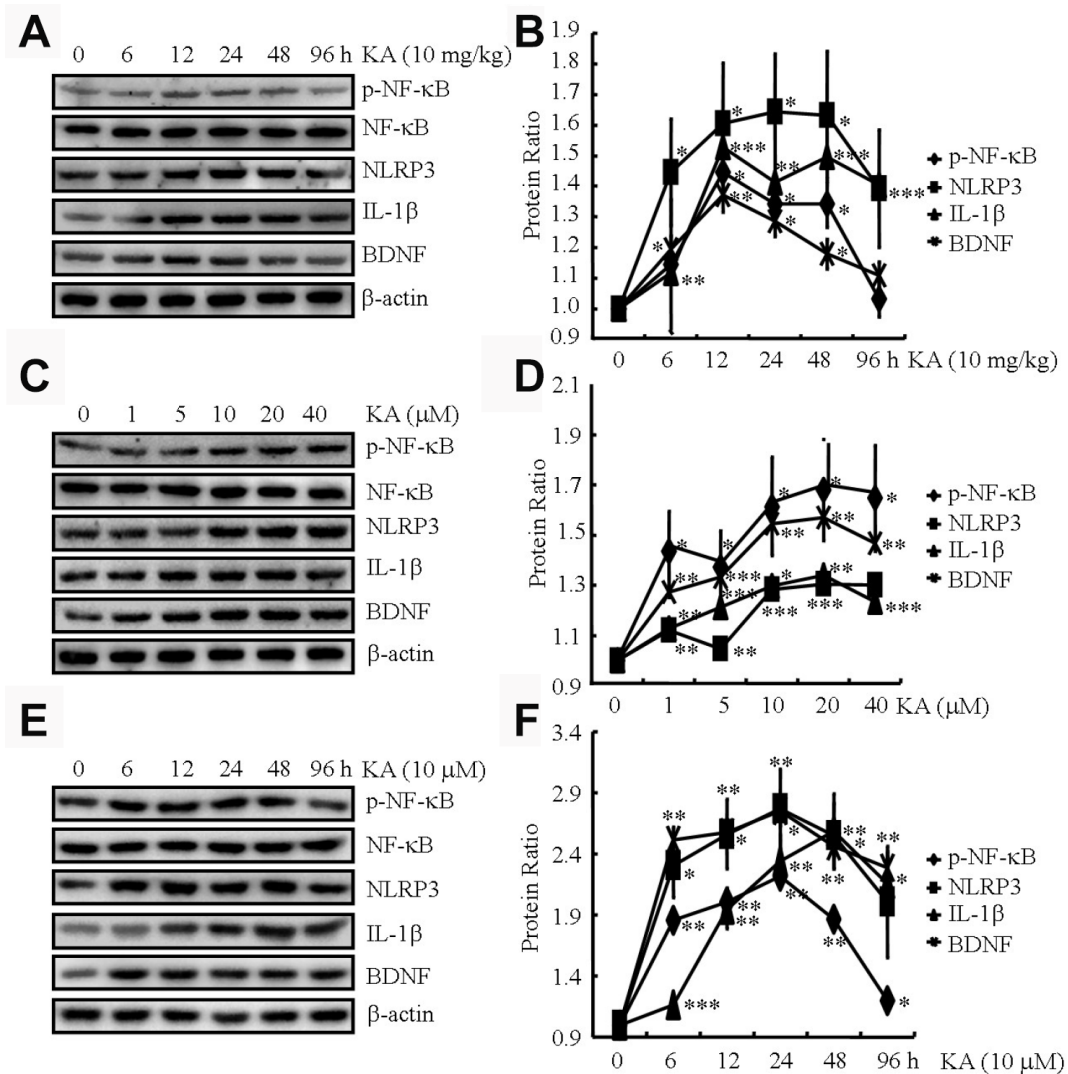 A
0 6 12 24 48 96 h KA (10 mg/kg)
p-NF-κB
NF-κB
NLRP3
IL-1β
BDNF
β-actin
B
1.9
1.8
1.7
1.6
1.5
1.4
1.3
1.2
1.1
1.0
0.9
Protein Ratio
* * * * * *** *** ** *** * * * * * ** ** *
p-NF-κB
NLRP3
IL-1β
BDNF
0 6 12 24 48 96 h KA (10 mg/kg)
C
0 1 5 10 20 40 KA (μM)
p-NF-κB
NF-κB
NLRP3
IL-1β
BDNF
β-actin
D
2.1
1.9
1.7
1.5
1.3
1.1
0.9
Protein Ratio
* * * * * ** *** ** ** ** ** *** * ** *** ** ** *** ***
p-NF-κB
NLRP3
IL-1β
BDNF
0 1 5 10 20 40 KA (μM)
E
0 6 12 24 48 96 h KA (10 μM)
p-NF-κB
NF-κB
NLRP3
IL-1β
BDNF
β-actin
F
3.4
2.9
2.4
1.9
1.4
0.9
Protein Ratio
** ** ** ** ** * * * * * ** ** ** ** ** ** ** *** *
p-NF-κB
NLRP3
IL-1β
BDNF
0 6 12 24 48 96 h KA (10 μM)